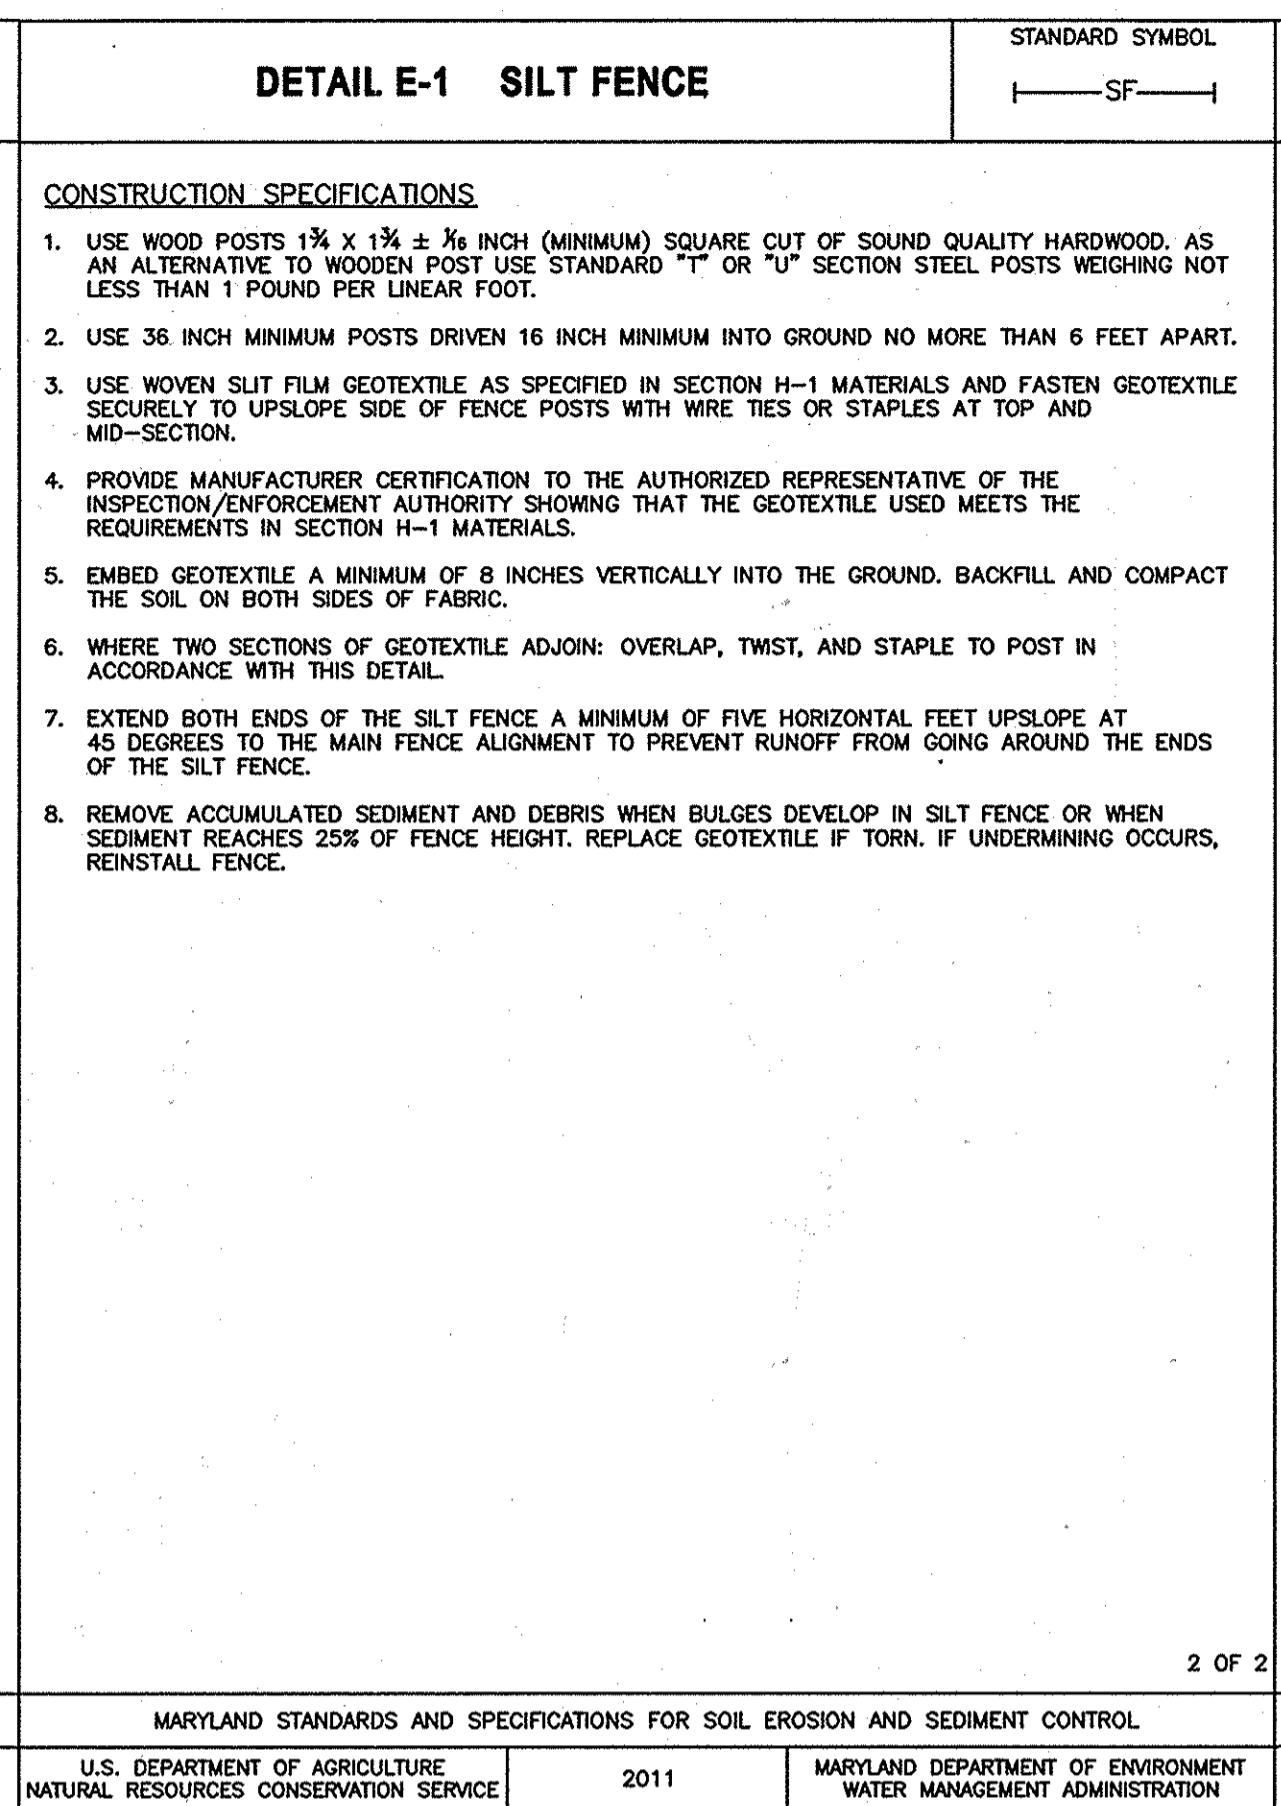 DETAIL E-1 SILT FENCE
STANDARD SYMBOL
SF
CONSTRUCTION SPECIFICATIONS
1. USE WOOD POSTS 1¾ X 1¾ ± 1⁄16 INCH (MINIMUM) SQUARE CUT OF SOUND QUALITY HARDWOOD. AS
AN ALTERNATIVE TO WOODEN POST USE STANDARD "T" OR "U" SECTION STEEL POSTS WEIGHING NOT
LESS THAN 1 POUND PER LINEAR FOOT.
2. USE 36 INCH MINIMUM POSTS DRIVEN 16 INCH MINIMUM INTO GROUND NO MORE THAN 6 FEET APART.
3. USE WOVEN SLIT FILM GEOTEXTILE AS SPECIFIED IN SECTION H-1 MATERIALS AND FASTEN GEOTEXTILE
SECURELY TO UPSLOPE SIDE OF FENCE POSTS WITH WIRE TIES OR STAPLES AT TOP AND
MID-SECTION.
4. PROVIDE MANUFACTURER CERTIFICATION TO THE AUTHORIZED REPRESENTATIVE OF THE
INSPECTION/ENFORCEMENT AUTHORITY SHOWING THAT THE GEOTEXTILE USED MEETS THE
REQUIREMENTS IN SECTION H-1 MATERIALS.
5. EMBED GEOTEXTILE A MINIMUM OF 8 INCHES VERTICALLY INTO THE GROUND. BACKFILL AND COMPACT
THE SOIL ON BOTH SIDES OF FABRIC.
6. WHERE TWO SECTIONS OF GEOTEXTILE ADJOIN: OVERLAP, TWIST, AND STAPLE TO POST IN
ACCORDANCE WITH THIS DETAIL.
7. EXTEND BOTH ENDS OF THE SILT FENCE A MINIMUM OF FIVE HORIZONTAL FEET UPSLOPE AT
45 DEGREES TO THE MAIN FENCE ALIGNMENT TO PREVENT RUNOFF FROM GOING AROUND THE ENDS
OF THE SILT FENCE.
8. REMOVE ACCUMULATED SEDIMENT AND DEBRIS WHEN BULGES DEVELOP IN SILT FENCE OR WHEN
SEDIMENT REACHES 25% OF FENCE HEIGHT. REPLACE GEOTEXTILE IF TORN. IF UNDERMINING OCCURS,
REINSTALL FENCE.
2 OF 2
MARYLAND STANDARDS AND SPECIFICATIONS FOR SOIL EROSION AND SEDIMENT CONTROL
U.S. DEPARTMENT OF AGRICULTURE
NATURAL RESOURCES CONSERVATION SERVICE
2011
MARYLAND DEPARTMENT OF ENVIRONMENT
WATER MANAGEMENT ADMINISTRATION